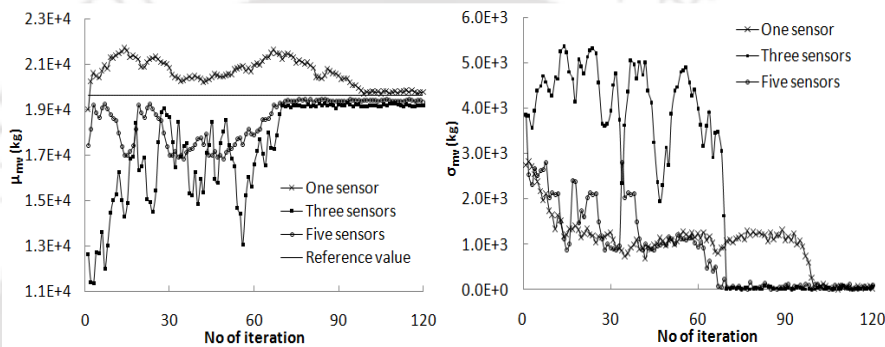 2.3E+4
2.1E+4
1.9E+4
1.7E+4
1.5E+4
1.3E+4
1.1E+4
μmv (kg)
One sensor
Three sensors
Five sensors
Reference value
0 30 60 90 120
No of iteration
6.0E+3
5.0E+3
4.0E+3
3.0E+3
2.0E+3
1.0E+3
0.0E+0
σmv (kg)
One sensor
Three sensors
Five sensors
0 30 60 90 120
No of iteration